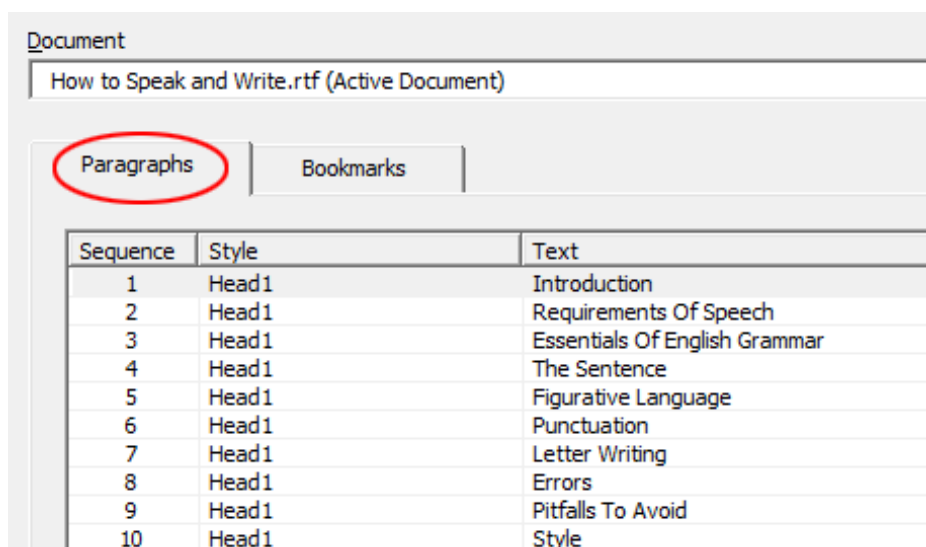 Document
How to Speak and Write.rtf (Active Document)
Paragraphs Bookmarks
Sequence Style Text
1 Head1 Introduction
2 Head1 Requirements Of Speech
3 Head1 Essentials Of English Grammar
4 Head1 The Sentence
5 Head1 Figurative Language
6 Head1 Punctuation
7 Head1 Letter Writing
8 Head1 Errors
9 Head1 Pitfalls To Avoid
10 Head1 Style